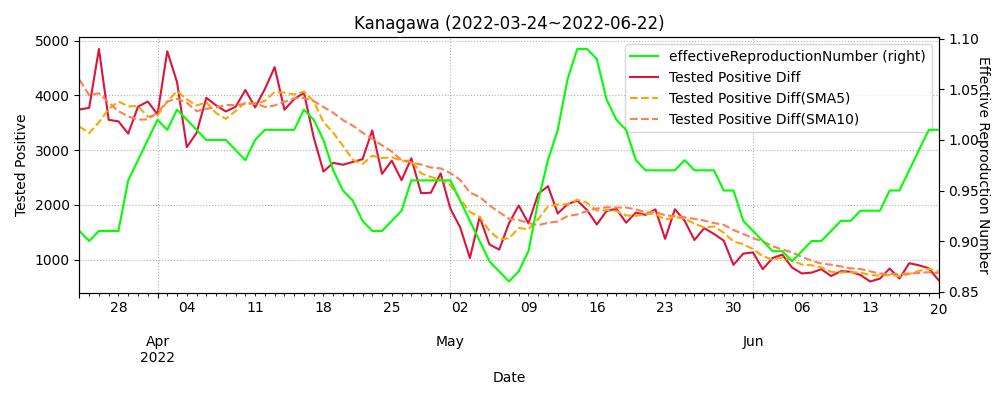 Kanagawa (2022-03-24~2022-06-22)
5000
4000
3000
2000
1000
Tested Positive
effectiveReproductionNumber (right)
Tested Positive Diff
Tested Positive Diff(SMA5)
Tested Positive Diff(SMA10)
1.10
1.05
1.00
0.95
0.90
0.85
Effective Reproduction Number
28 04 11 18 25 02 09 16 23 30 06 13 20
Apr May Jun
2022
Date